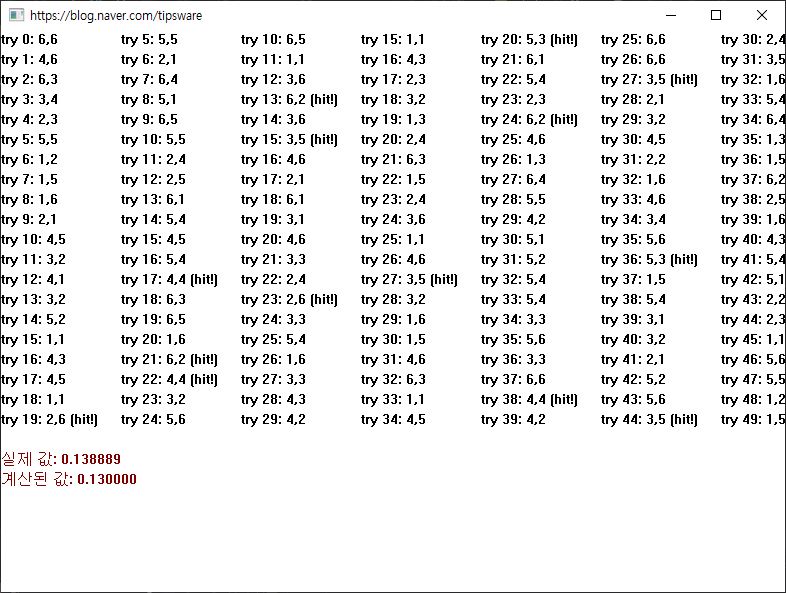 https://blog.naver.com/tipsware
try 0: 6,6 try 5: 5,5 try 10: 6,5 try 15: 1,1 try 20: 5,3 (hit!) try 25: 6,6 try 30: 2,4
try 1: 4,6 try 6: 2,1 try 11: 1,1 try 16: 4,3 try 21: 6,1 try 26: 6,6 try 31: 3,5
try 2: 6,3 try 7: 6,4 try 12: 3,6 try 17: 2,3 try 22: 5,4 try 27: 3,5 (hit!) try 32: 1,6
try 3: 3,4 try 8: 5,1 try 13: 6,2 (hit!) try 18: 3,2 try 23: 2,3 try 28: 2,1 try 33: 5,4
try 4: 2,3 try 9: 6,5 try 14: 3,6 try 19: 1,3 try 24: 6,2 (hit!) try 29: 3,2 try 34: 6,4
try 5: 5,5 try 10: 5,5 try 15: 3,5 (hit!) try 20: 2,4 try 25: 4,6 try 30: 4,5 try 35: 1,3
try 6: 1,2 try 11: 2,4 try 16: 4,6 try 21: 6,3 try 26: 1,3 try 31: 2,2 try 36: 1,5
try 7: 1,5 try 12: 2,5 try 17: 2,1 try 22: 1,5 try 27: 6,4 try 32: 1,6 try 37: 6,2
try 8: 1,6 try 13: 6,1 try 18: 6,1 try 23: 2,4 try 28: 5,5 try 33: 4,6 try 38: 2,5
try 9: 2,1 try 14: 5,4 try 19: 3,1 try 24: 3,6 try 29: 4,2 try 34: 3,4 try 39: 1,6
try 10: 4,5 try 15: 4,5 try 20: 4,6 try 25: 1,1 try 30: 5,1 try 35: 5,6 try 40: 4,3
try 11: 3,2 try 16: 5,4 try 21: 3,3 try 26: 4,6 try 31: 5,2 try 36: 5,3 (hit!) try 41: 5,4
try 12: 4,1 try 17: 4,4 (hit!) try 22: 2,4 try 27: 3,5 (hit!) try 32: 5,4 try 37: 1,5 try 42: 5,1
try 13: 3,2 try 18: 6,3 try 23: 2,6 (hit!) try 28: 3,2 try 33: 5,4 try 38: 5,4 try 43: 2,2
try 14: 5,2 try 19: 6,5 try 24: 3,3 try 29: 1,6 try 34: 3,3 try 39: 3,1 try 44: 2,3
try 15: 1,1 try 20: 1,6 try 25: 5,4 try 30: 1,5 try 35: 5,6 try 40: 3,2 try 45: 1,1
try 16: 4,3 try 21: 6,2 (hit!) try 26: 1,6 try 31: 4,6 try 36: 3,3 try 41: 2,1 try 46: 5,6
try 17: 4,5 try 22: 4,4 (hit!) try 27: 3,3 try 32: 6,3 try 37: 6,6 try 42: 5,2 try 47: 5,5
try 18: 1,1 try 23: 3,2 try 28: 4,3 try 33: 1,1 try 38: 4,4 (hit!) try 43: 5,6 try 48: 1,2
try 19: 2,6 (hit!) try 24: 5,6 try 29: 4,2 try 34: 4,5 try 39: 4,2 try 44: 3,5 (hit!) try 49: 1,5
실제 값: 0.138889
계산된 값: 0.130000